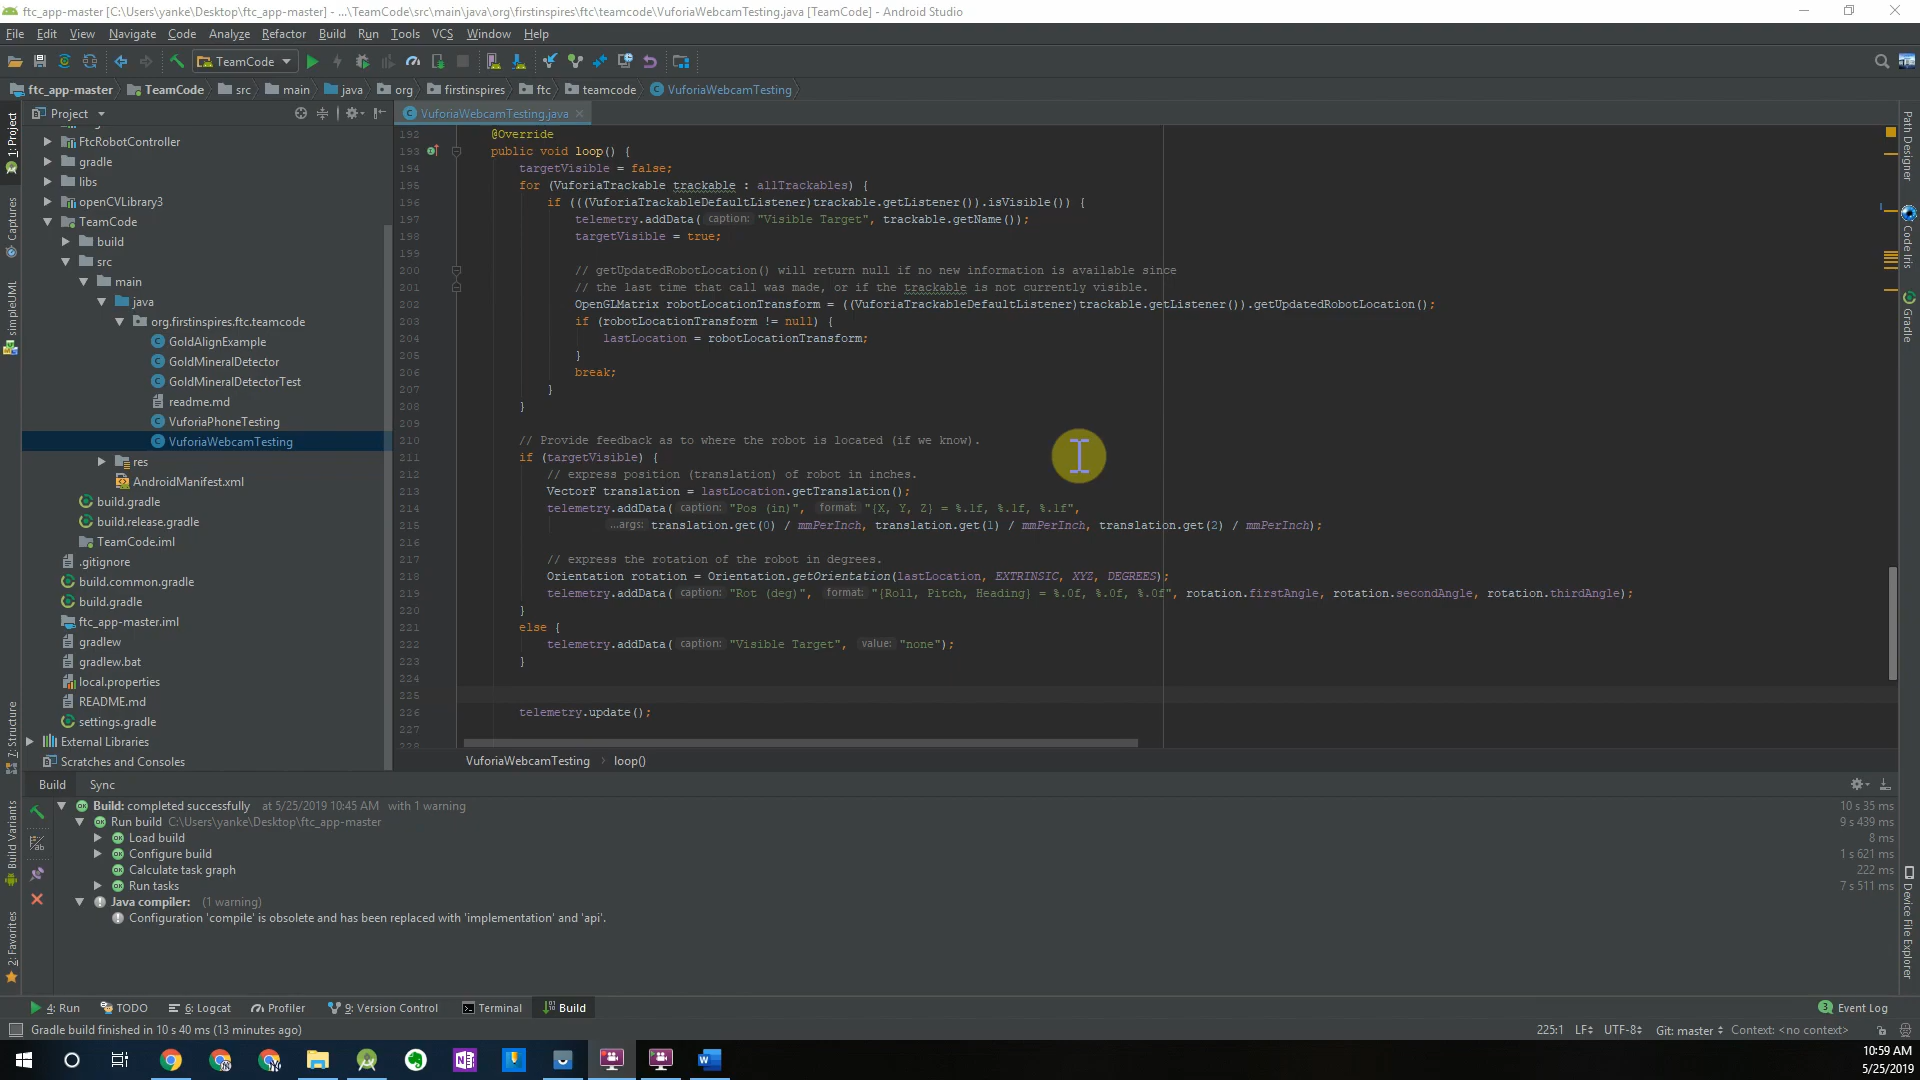 ftc_app-master [C:\Users\yanke\Desktop\ftc_app-master] - ...\TeamCode\src\main\java\org\firstinspires\ftc\teamcode\VuforiaWebcamTesting.java [TeamCode] - Android Studio
File Edit View Navigate Code Analyze Refactor Build Run Tools VCS Window Help
TeamCode
ftc_app-master TeamCode src main java org firstinspires ftc teamcode VuforiaWebcamTesting
Project
VuforiaWebcamTesting.java
FtcRobotController
gradle
libs
openCVLibrary3
TeamCode
build
src
main
java
org.firstinspires.ftc.teamcode
GoldAlignExample
GoldMineralDetector
GoldMineralDetectorTest
readme.md
VuforiaPhoneTesting
VuforiaWebcamTesting
res
AndroidManifest.xml
build.gradle
build.release.gradle
TeamCode.iml
.gitignore
build.common.gradle
build.gradle
ftc_app-master.iml
gradlew
gradlew.bat
local.properties
README.md
settings.gradle
External Libraries
Scratches and Consoles
192 @Override
193 public void loop() {
194 targetVisible = false;
195 for (VuforiaTrackable trackable : allTrackables) {
196 if (((VuforiaTrackableDefaultListener)trackable.getListener()).isVisible()) {
197 telemetry.addData( caption: "Visible Target", trackable.getName());
198 targetVisible = true;
199
200 // getUpdatedRobotLocation() will return null if no new information is available since
201 // the last time that call was made, or if the trackable is not currently visible.
202 OpenGLMatrix robotLocationTransform = ((VuforiaTrackableDefaultListener)trackable.getListener()).getUpdatedRobotLocation();
203 if (robotLocationTransform != null) {
204 lastLocation = robotLocationTransform;
205 }
206 break;
207 }
208 }
209
210 // Provide feedback as to where the robot is located (if we know).
211 if (targetVisible) {
212 // express position (translation) of robot in inches.
213 VectorF translation = lastLocation.getTranslation();
214 telemetry.addData( caption: "Pos (in)", format: "{X, Y, Z} = %.1f, %.1f, %.1f",
215 ...args: translation.get(0) / mmPerInch, translation.get(1) / mmPerInch, translation.get(2) / mmPerInch);
216
217 // express the rotation of the robot in degrees.
218 Orientation rotation = Orientation.getOrientation(lastLocation, EXTRINSIC, XYZ, DEGREES);
219 telemetry.addData( caption: "Rot (deg)", format: "{Roll, Pitch, Heading} = %.0f, %.0f, %.0f", rotation.firstAngle, rotation.secondAngle, rotation.thirdAngle);
220 }
221 else {
222 telemetry.addData( caption: "Visible Target", value: "none");
223 }
224
225
226 telemetry.update();
227
228
VuforiaWebcamTesting loop()
1: Project
Captures
simpleUML
7: Structure
Build Variants
2: Favorites
Path Designer
Code Iris
Gradle
Device File Explorer
Build Sync
Build: completed successfully at 5/25/2019 10:45 AM with 1 warning 10 s 35 ms
Run build C:\Users\yanke\Desktop\ftc_app-master 9 s 439 ms
Load build 8 ms
Configure build 1 s 621 ms
Calculate task graph 222 ms
Run tasks 7 s 511 ms
Java compiler: (1 warning)
Configuration 'compile' is obsolete and has been replaced with 'implementation' and 'api'.
4: Run TODO 6: Logcat Profiler 9: Version Control Terminal Build 3 Event Log
Gradle build finished in 10 s 40 ms (13 minutes ago) 225:1 LF UTF-8 Git: master Context: <no context>
10:59 AM
5/25/2019